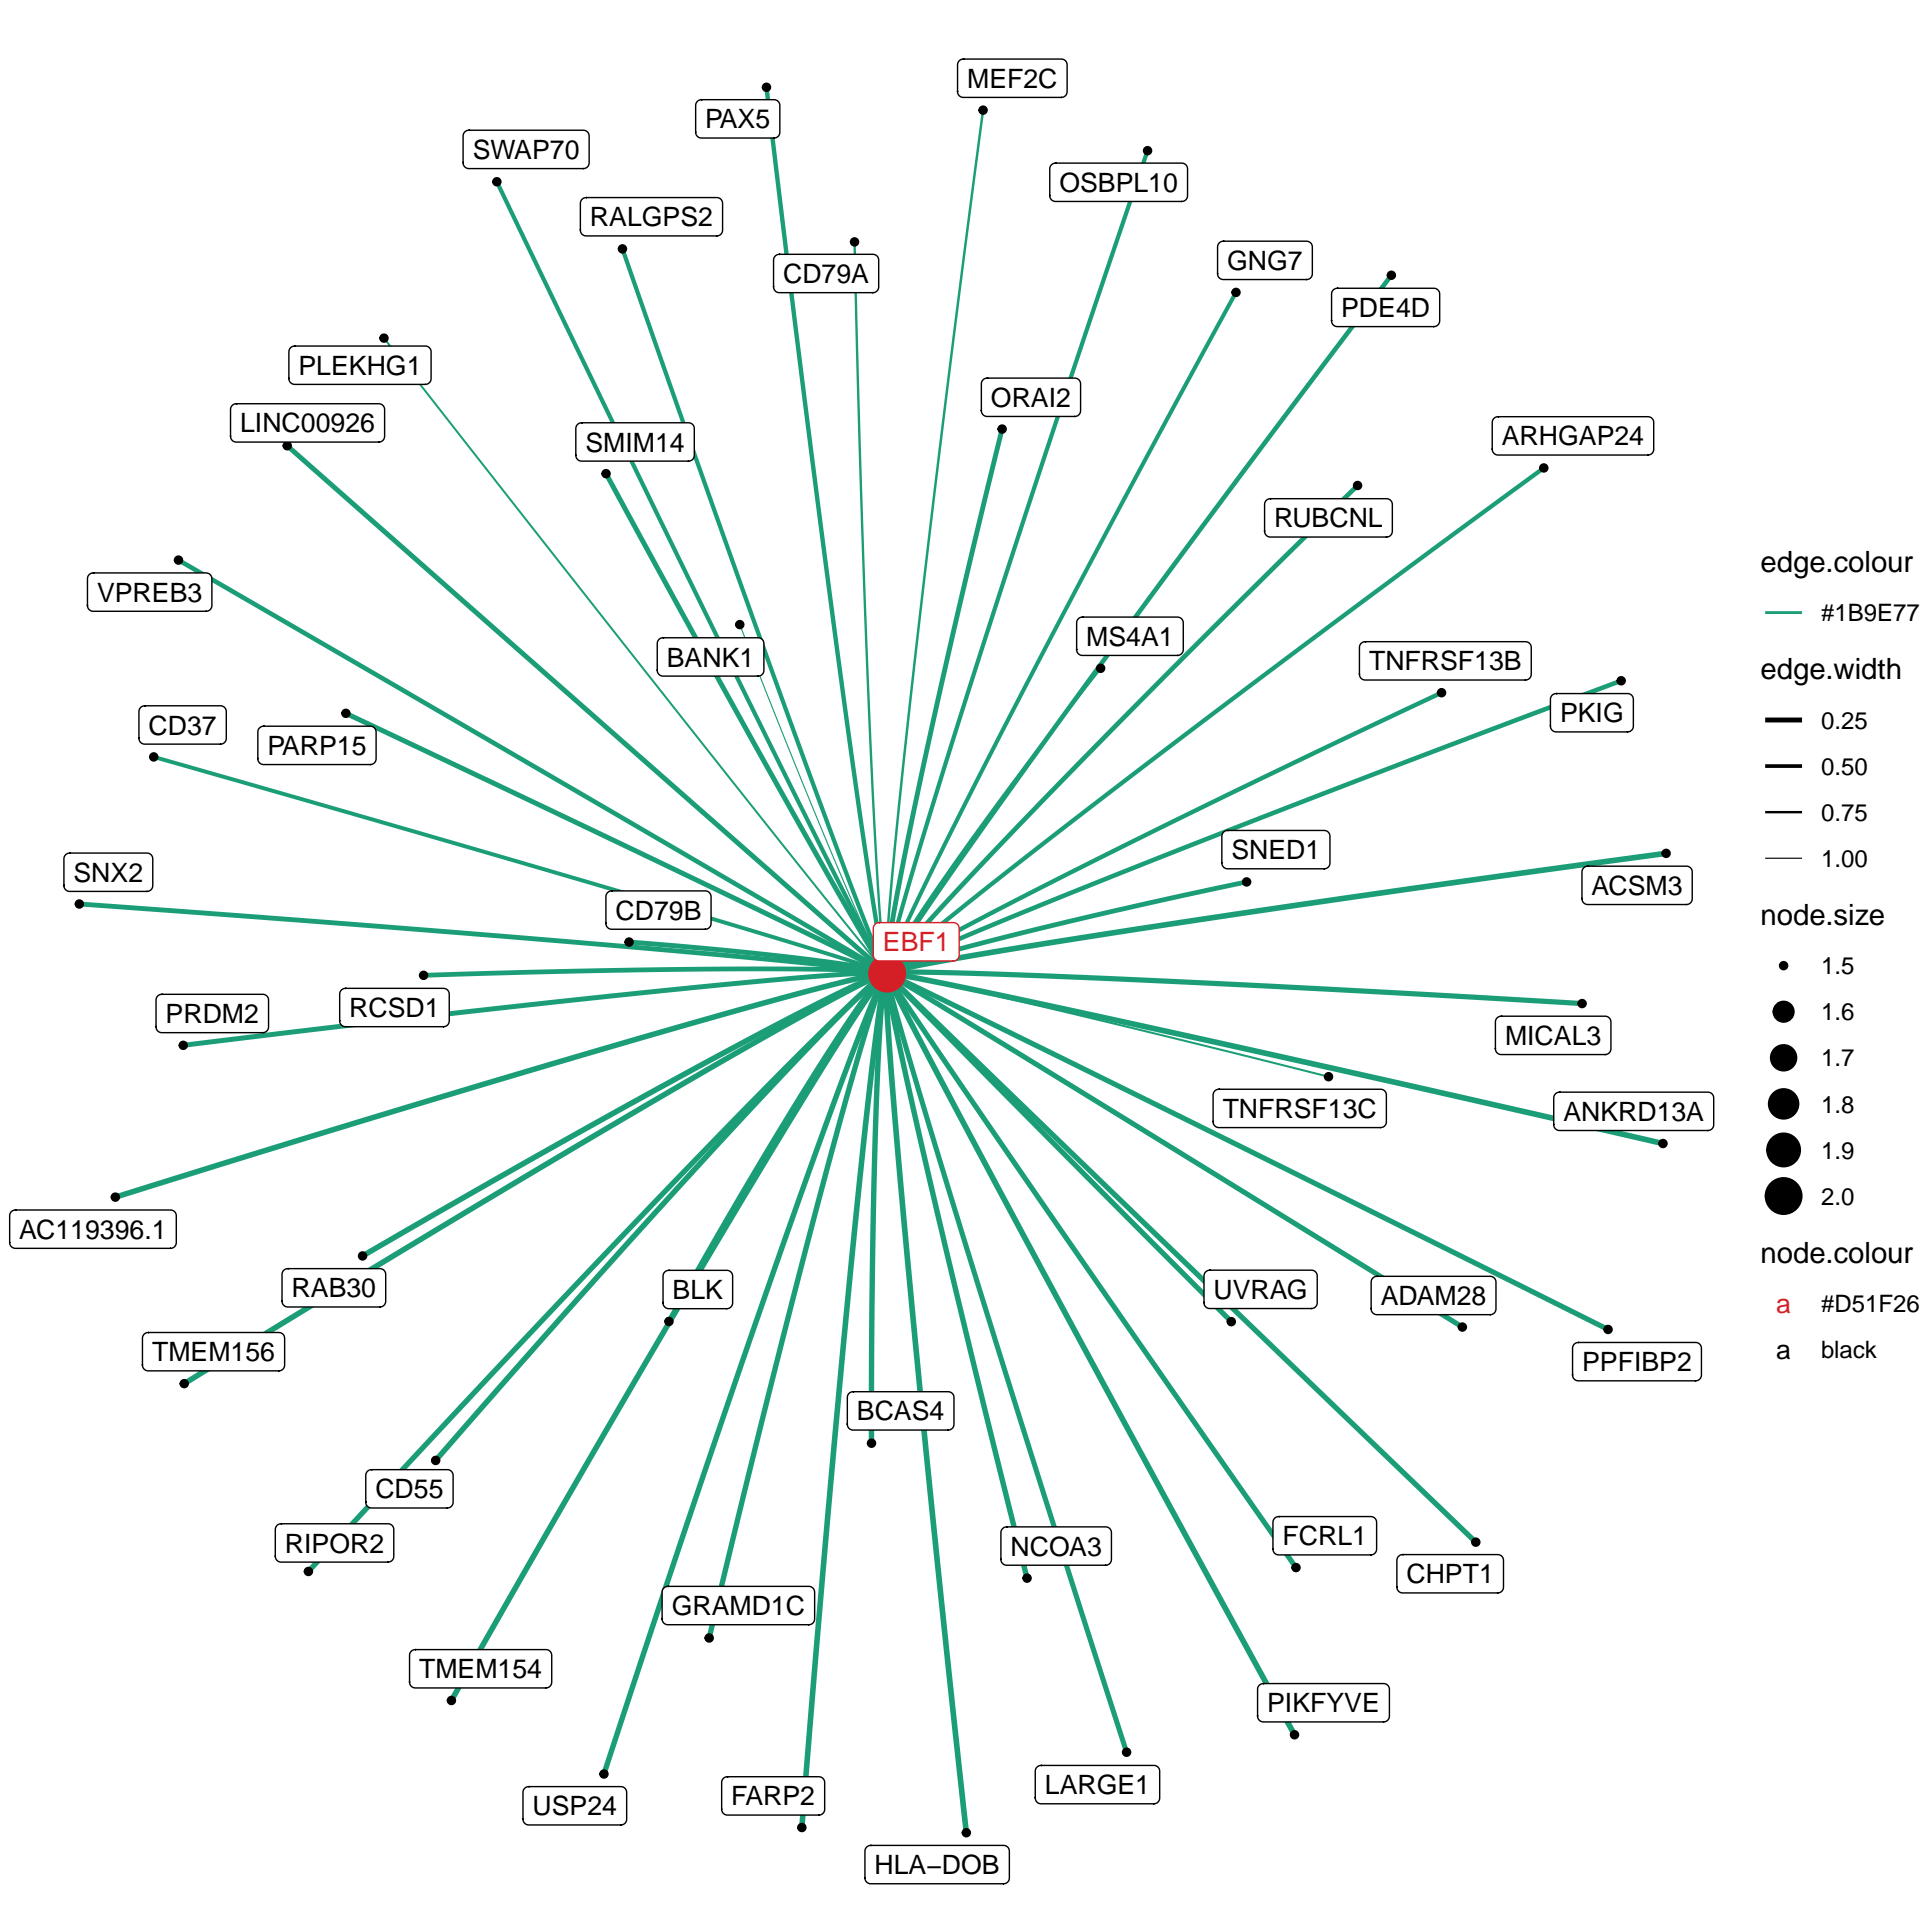 MEF2C
PAX5
SWAP70
OSBPL10
RALGPS2
GNG7
CD79A
PDE4D
PLEKHG1
ORAI2
LINC00926
ARHGAP24
SMIM14
RUBCNL
VPREB3
MS4A1
BANK1
TNFRSF13B
PKIG
CD37
PARP15
SNED1
SNX2
ACSM3
CD79B
EBF1
RCSD1
PRDM2
MICAL3
TNFRSF13C
ANKRD13A
AC119396.1
RAB30
BLK
UVRAG
ADAM28
TMEM156
PPFIBP2
BCAS4
CD55
RIPOR2
FCRL1
NCOA3
CHPT1
GRAMD1C
TMEM154
PIKFYVE
LARGE1
FARP2
USP24
HLA−DOB
edge.colour
#1B9E77
edge.width
0.25
0.50
0.75
1.00
node.size
1.5
1.6
1.7
1.8
1.9
2.0
node.colour
a #D51F26
a black